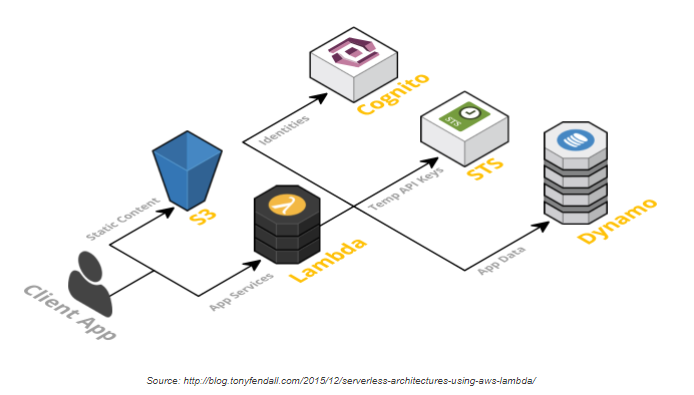 Cognito
Identities
STS
STS
Temp API Keys
Static Content
S3
Dynamo
App Data
Lambda
App Services
Client App
Source: http://blog.tonyfendall.com/2015/12/serverless-architectures-using-aws-lambda/